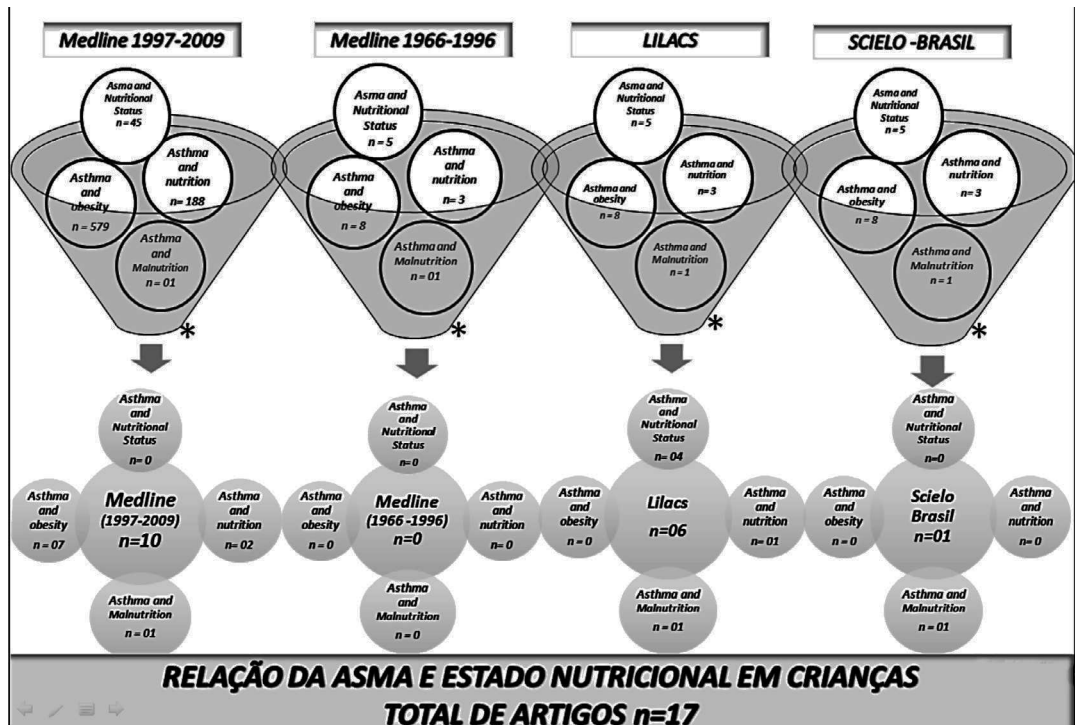 Medline 1997-2009
Medline 1966-1996
LILACS
SCIELO -BRASIL
Asma and
Nutritional
Status
n = 45
Asthma
and
nutrition
n= 188
Asthma
and
obesity
n = 579
Asthma
and
Malnutrition
n = 01
*
Asma and
Nutritional
Status
n = 5
Asthma
and
nutrition
n= 3
Asthma
and
obesity
n = 8
Asthma
and
Malnutrition
n = 01
*
Asma and
Nutritional
Status
n = 5
Asthma
and
nutrition
n= 3
Asthma and
obesity
n = 8
Asthma and
Malnutrition
n = 1
*
Asma and
Nutritional
Status
n = 5
Asthma
and
nutrition
n= 3
Asthma and
obesity
n = 8
Asthma and
Malnutrition
n = 1
*
Asthma
and
Nutritional
Status
n= 0
Asthma
and
obesity
n = 07
Medline
(1997-2009)
n=10
Asthma
and
nutrition
n = 02
Asthma and
Malnutrition
n = 01
Asthma
and
Nutritional
Status
n= 0
Asthma
and
obesity
n = 0
Medline
(1966 -1996)
n=0
Asthma
and
nutrition
n= 0
Asthma
and
Malnutrition
n = 0
Asthma
and
Nutritional
Status
n= 04
Asthma
and
obesity
n = 0
Lilacs
n=06
Asthma
and
nutrition
n=01
Asthma and
Malnutrition
n=01
Asthma
and
Nutritional
Status
n=0
Asthma
and
obesity
n = 0
Scielo
Brasil
n=01
Asthma
and
nutrition
n= 0
Asthma and
Malnutrition
n=01
RELAÇÃO DA ASMA E ESTADO NUTRICIONAL EM CRIANÇAS
TOTAL DE ARTIGOS n=17